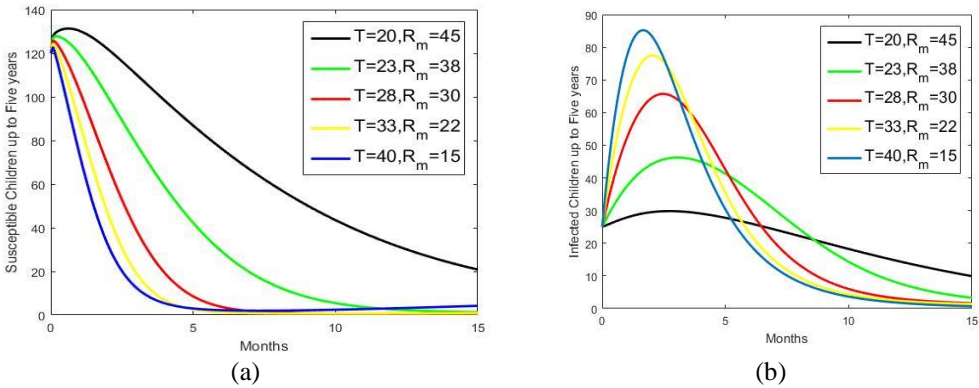 Susceptible Children up to Five years
140
120
100
80
60
40
20
0
0 5 10 15
Months
T=20,R_m=45
T=23,R_m=38
T=28,R_m=30
T=33,R_m=22
T=40,R_m=15
(a)
Infected Children up to Five years
90
80
70
60
50
40
30
20
10
0
0 5 10 15
Months
T=20,R_m=45
T=23,R_m=38
T=28,R_m=30
T=33,R_m=22
T=40,R_m=15
(b)